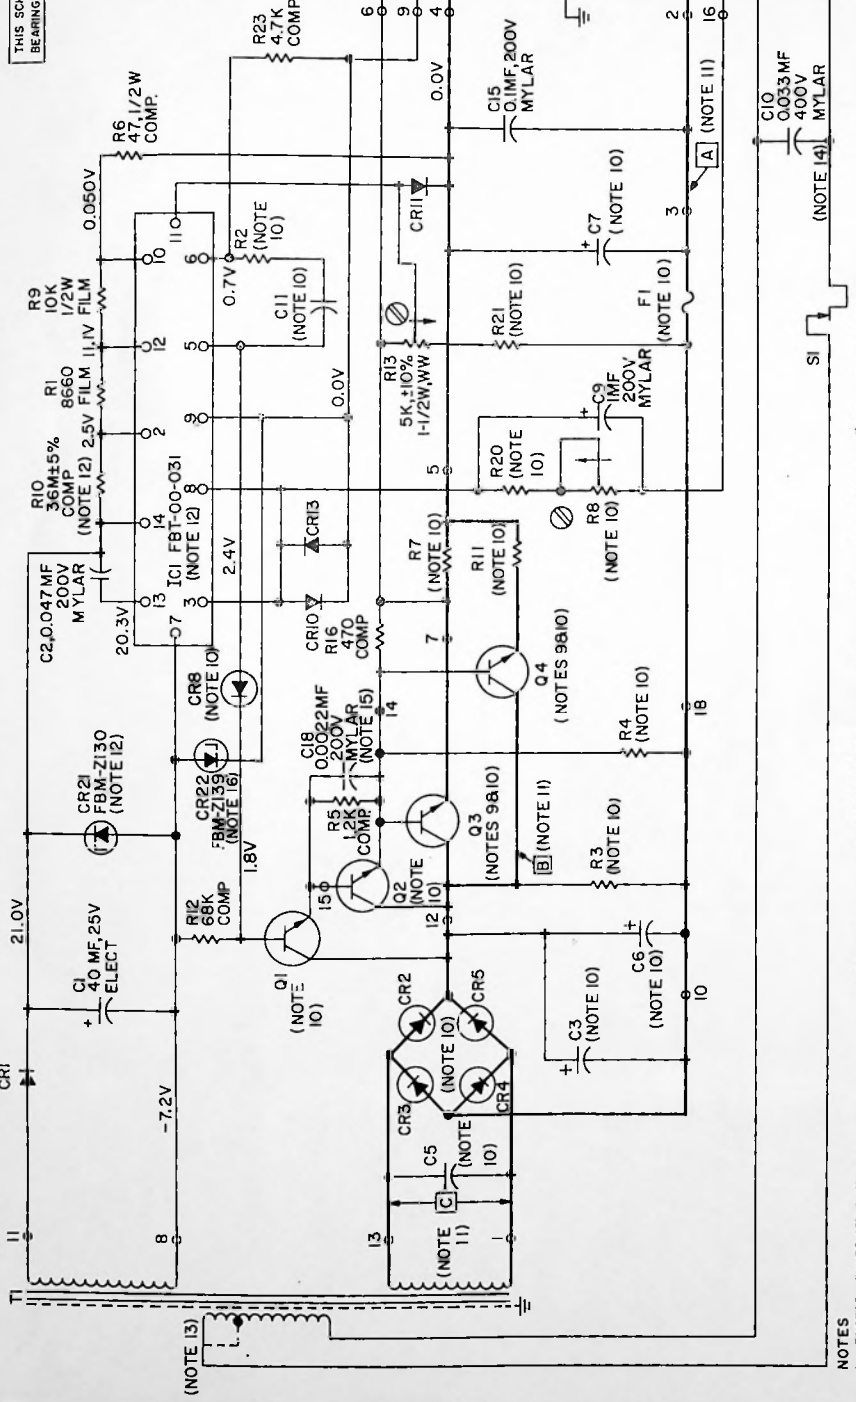 THIS SCH
BEARING
T1
(NOTE 13)
11
8
13
1
CR1
-7.2V
21.0V
C1
40 MF, 25V
ELECT
+
CR21
FBM-Z130
(NOTE 12)
C2, 0.047MF
200V
MYLAR
20.3V
R10
36M±5%
COMP
(NOTE 12)
2.5V
R1
8660
FILM
11.1V
R9
10K
1/2W
FILM
0.050V
R6
47, 1/2W
COMP.
R23
4.7K
COMP
7
13
14
2
12
10
11
IC1 FBT-00-031
(NOTE 12)
3
8
9
5
6
R12
68K
COMP
1.8V
CR22
FBM-Z139
(NOTE 16)
CR8
(NOTE 10)
2.4V
0.7V
R2
(NOTE
10)
C11
(NOTE 10)
CR10
CR13
0.0V
Q1
(NOTE
10)
15
Q2
(NOTE
10)
R5
1.2K
COMP.
C18
0.0022MF
200V
MYLAR
(NOTE 15)
14
R16
470
COMP
R13
5K, ±10%
1-1/2W, WW
CR11
6
9
4
0.0V
12
3
Q3
(NOTES 9&10)
7
R7
(NOTE 10)
5
R11
(NOTE 10)
Q4
(NOTES 9&10)
B (NOTE 11)
CR2
CR3
CR4
CR5
(NOTE 10)
C5
(NOTE
10)
C
(NOTE
11)
C3
(NOTE 10)
+
C6
(NOTE 10)
+
10
R3
(NOTE 10)
R4
(NOTE 10)
18
R20
(NOTE
10)
R8
(NOTE 10)
C9
1MF
200V
MYLAR
+
R21
(NOTE 10)
F1
(NOTE 10)
C7
(NOTE 10)
+
3
A (NOTE 11)
C15
0.1MF, 200V
MYLAR
2
16
S1
(NOTE 14)
C10
0.033MF
400V
MYLAR
NOTES